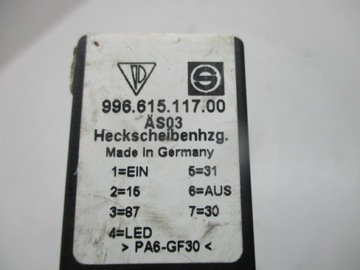 996.615.117.00
ÄS03
Heckscheibenhzg.
Made in Germany
1=EIN 5=31
2=15 6=AUS
3=87 7=30
4=LED
> PA6-GF30 <